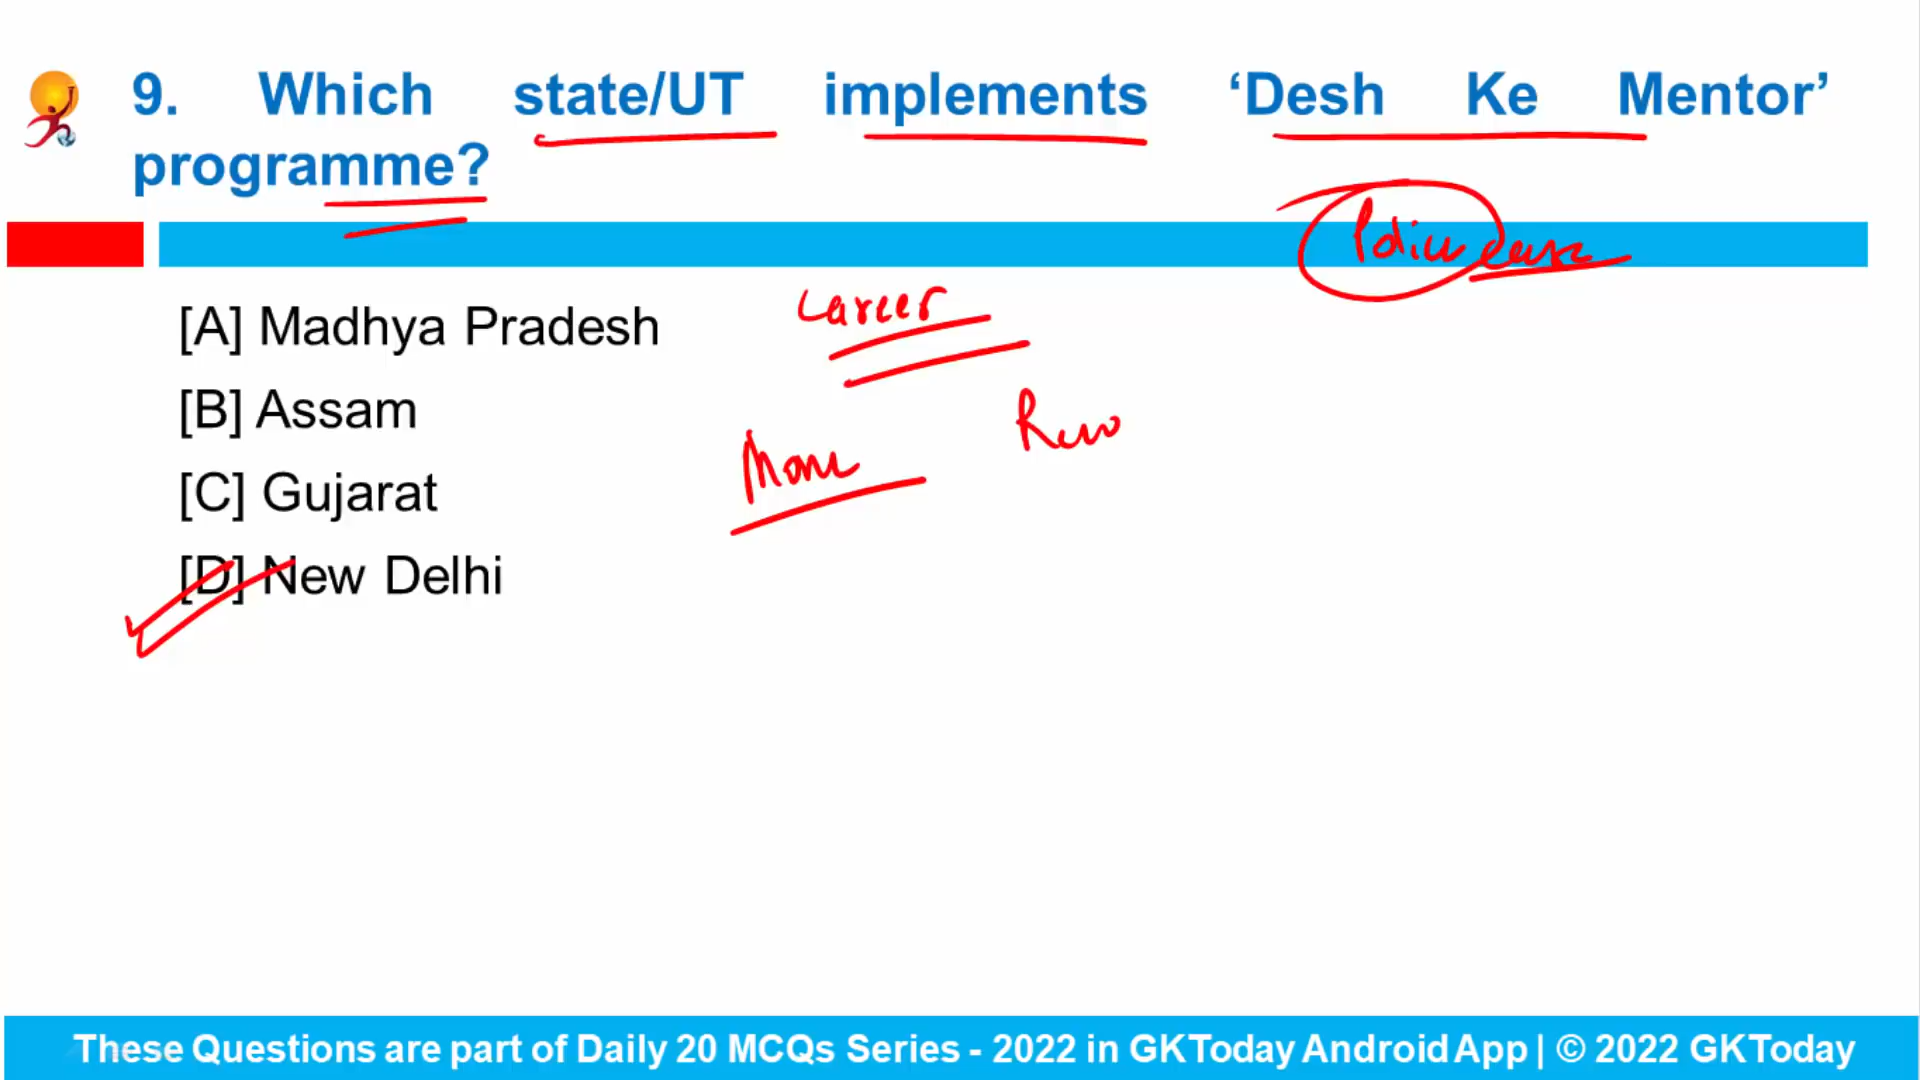 9. Which state/UT implements ‘Desh Ke Mentor’
programme?
[A] Madhya Pradesh
Career
[B] Assam
[C] Gujarat
[D] New Delhi
These Questions are part of Daily 20 MCQs Series - 2022 in GKToday Android App | © 2022 GKToday